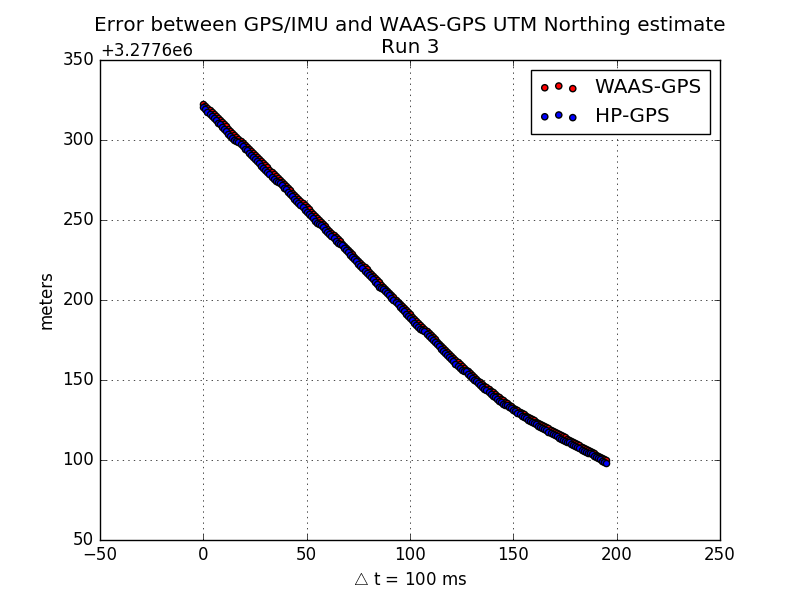 Error between GPS/IMU and WAAS-GPS UTM Northing estimate
Run 3
+3.2776e6
WAAS-GPS
HP-GPS
350
300
250
200
150
100
50
meters
−50 0 50 100 150 200 250
△ t = 100 ms